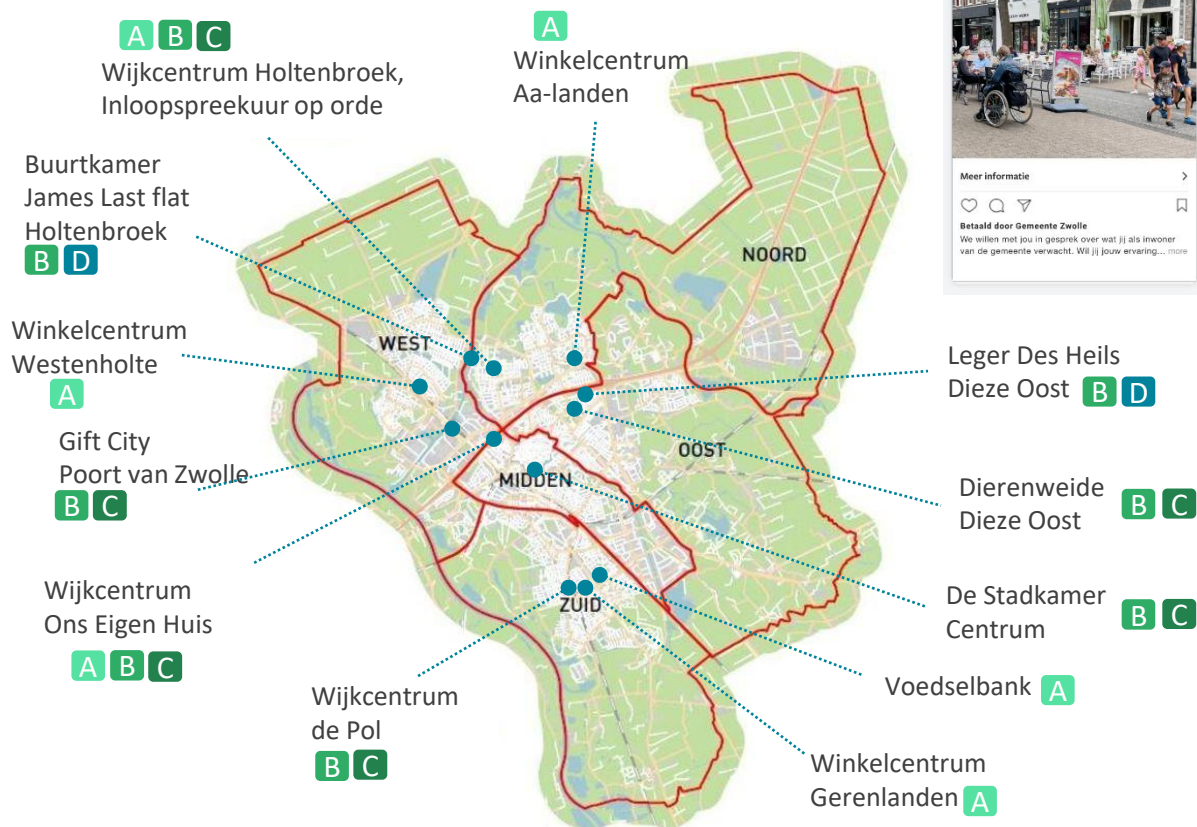 A B C
Wijkcentrum Holtenbroek,
Inloopspreekuur op orde
A
Winkelcentrum
Aa-landen
Buurtkamer
James Last flat
Holtenbroek
B D
Winkelcentrum
Westenholte
A
Gift City
Poort van Zwolle
B C
Wijkcentrum
Ons Eigen Huis
A B C
Wijkcentrum
de Pol
B C
WEST
NOORD
OOST
MIDDEN
ZUID
Meer informatie
Betaald door Gemeente Zwolle
We willen met jou in gesprek over wat jij als inwoner
van de gemeente verwacht. Wil jij jouw ervaring... more
Leger Des Heils
Dieze Oost B D
Dierenweide
Dieze Oost
B C
De Stadkamer
Centrum
B C
Voedselbank A
Winkelcentrum
Gerenlanden A